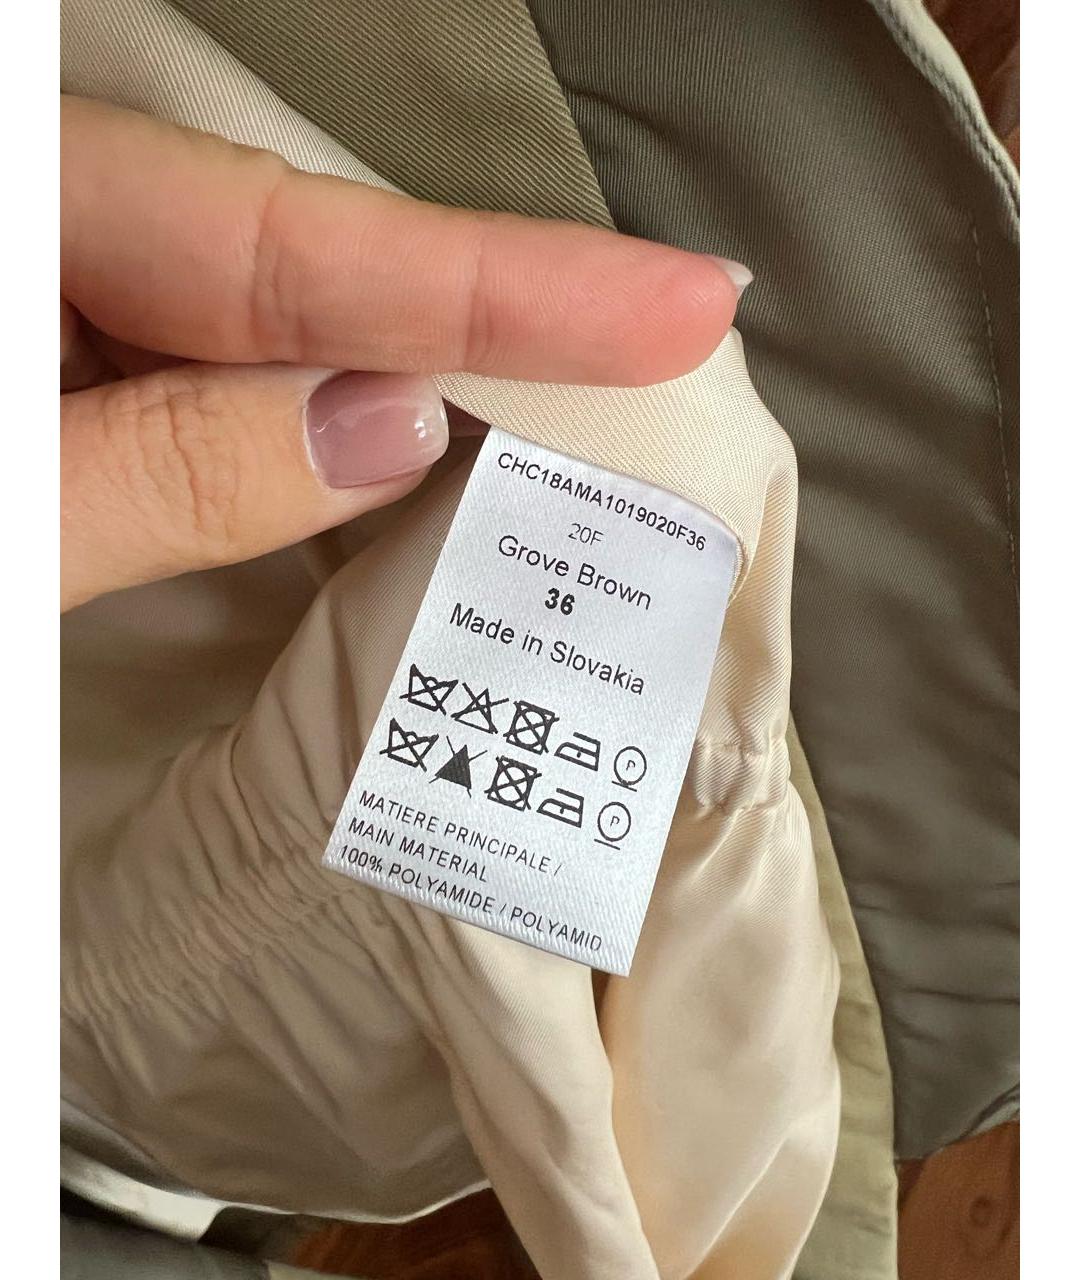 CHC18AMA1019020F36
20F
Grove Brown
36
Made in Slovakia
P
P
MATIERE PRINCIPALE /
MAIN MATERIAL
100% POLYAMIDE / POLYAMID